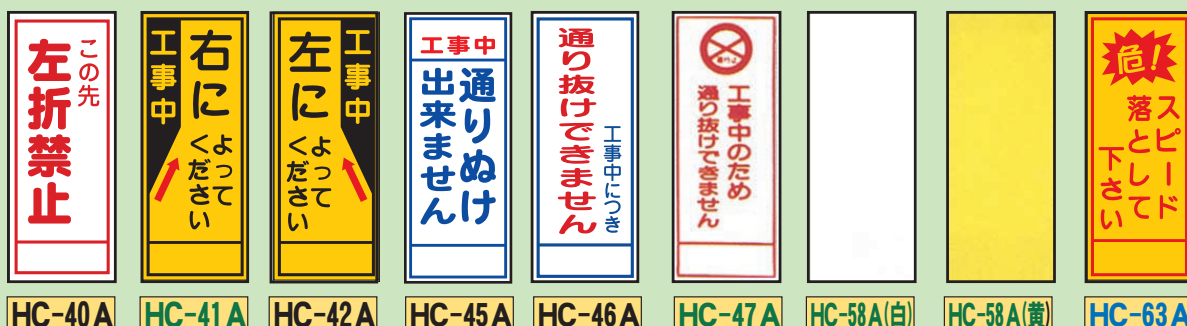 この先
左折禁止
HC-40A
工事中
右に
よって
ください
HC-41A
工事中
左に
よって
ください
HC-42A
工事中
通りぬけ
出来ません
HC-45A
工事中につき
通り抜けできません
HC-46A
工事中のため
通り抜けできません
HC-47A
HC-58A(白)
HC-58A(黄)
危!
スピード
落として
下さい
HC-63A